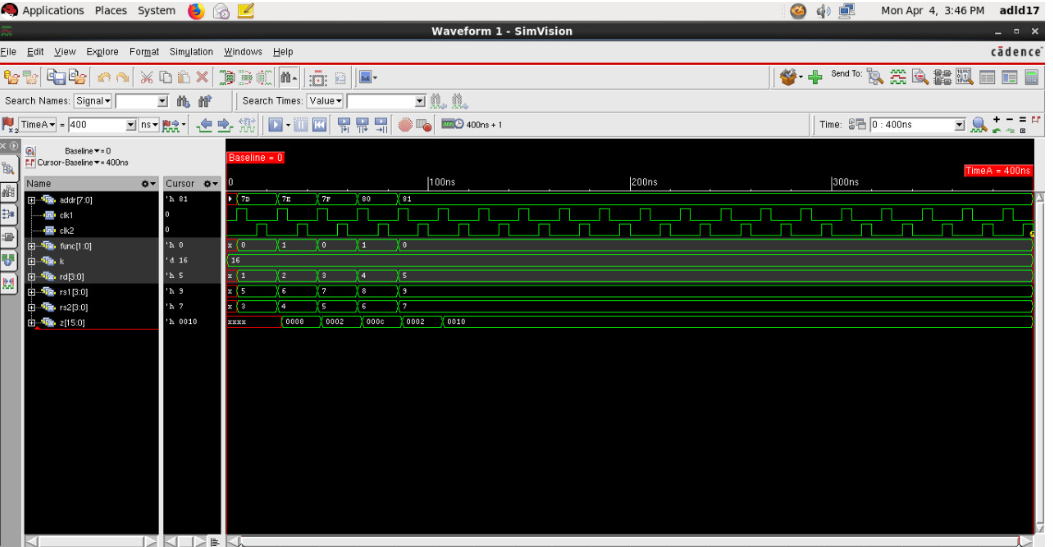 Applications Places System Mon Apr 4, 3:46 PM adld17
Waveform 1 - SimVision
File Edit View Explore Format Simulation Windows Help cādence
Send To:
Search Names: Signal Search Times: Value
TimeA = 400 ns 400ns + 1 Time: 0 : 400ns
Baseline = 0
Cursor-Baseline = 400ns
Baseline = 0
TimeA = 400ns
Name Cursor 0 100ns 200ns 300ns
addr[7:0] 'h 81 7D 7E 7F 80 81
clk1 0
clk2 0
func[1:0] 'h 0 x 0 1 0 1 0
k 'd 16 16
rd[3:0] 'h 5 x 1 2 3 4 5
rs1[3:0] 'h 9 x 5 6 7 8 9
rs2[3:0] 'h 7 x 3 4 5 6 7
z[15:0] 'h 0010 xxxx 0008 0002 000c 0002 0010